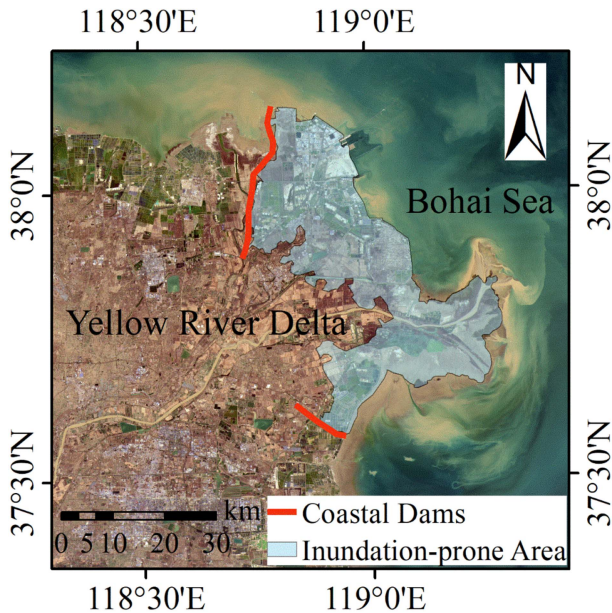 118°30'E 119°0'E
N
38°0'N 38°0'N
Bohai Sea
Yellow River Delta
37°30'N 37°30'N
km
0 5 10 20 30
Coastal Dams
Inundation-prone Area
118°30'E 119°0'E